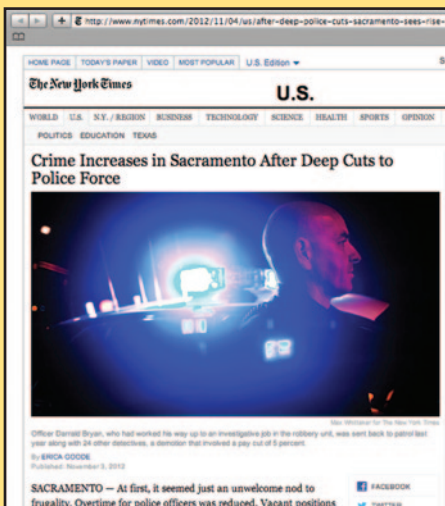 http://www.nytimes.com/2012/11/04/us/after-deep-police-cuts-sacramento-sees-rise-
HOME PAGE TODAY'S PAPER VIDEO MOST POPULAR U.S. Edition
The New York Times
U.S.
WORLD U.S. N.Y. / REGION BUSINESS TECHNOLOGY SCIENCE HEALTH SPORTS OPINION
POLITICS EDUCATION TEXAS
Crime Increases in Sacramento After Deep Cuts to
Police Force
Max Whittaker for The New York Times
Officer Darnald Bryan, who had worked his way up to an investigative job in the robbery unit, was sent back to patrol last
year along with 24 other detectives, a demotion that involved a pay cut of 5 percent.
By ERICA GOODE
Published: November 3, 2012
SACRAMENTO — At first, it seemed just an unwelcome nod to
frugality. Overtime for police officers was reduced. Vacant positions
FACEBOOK
TWITTER